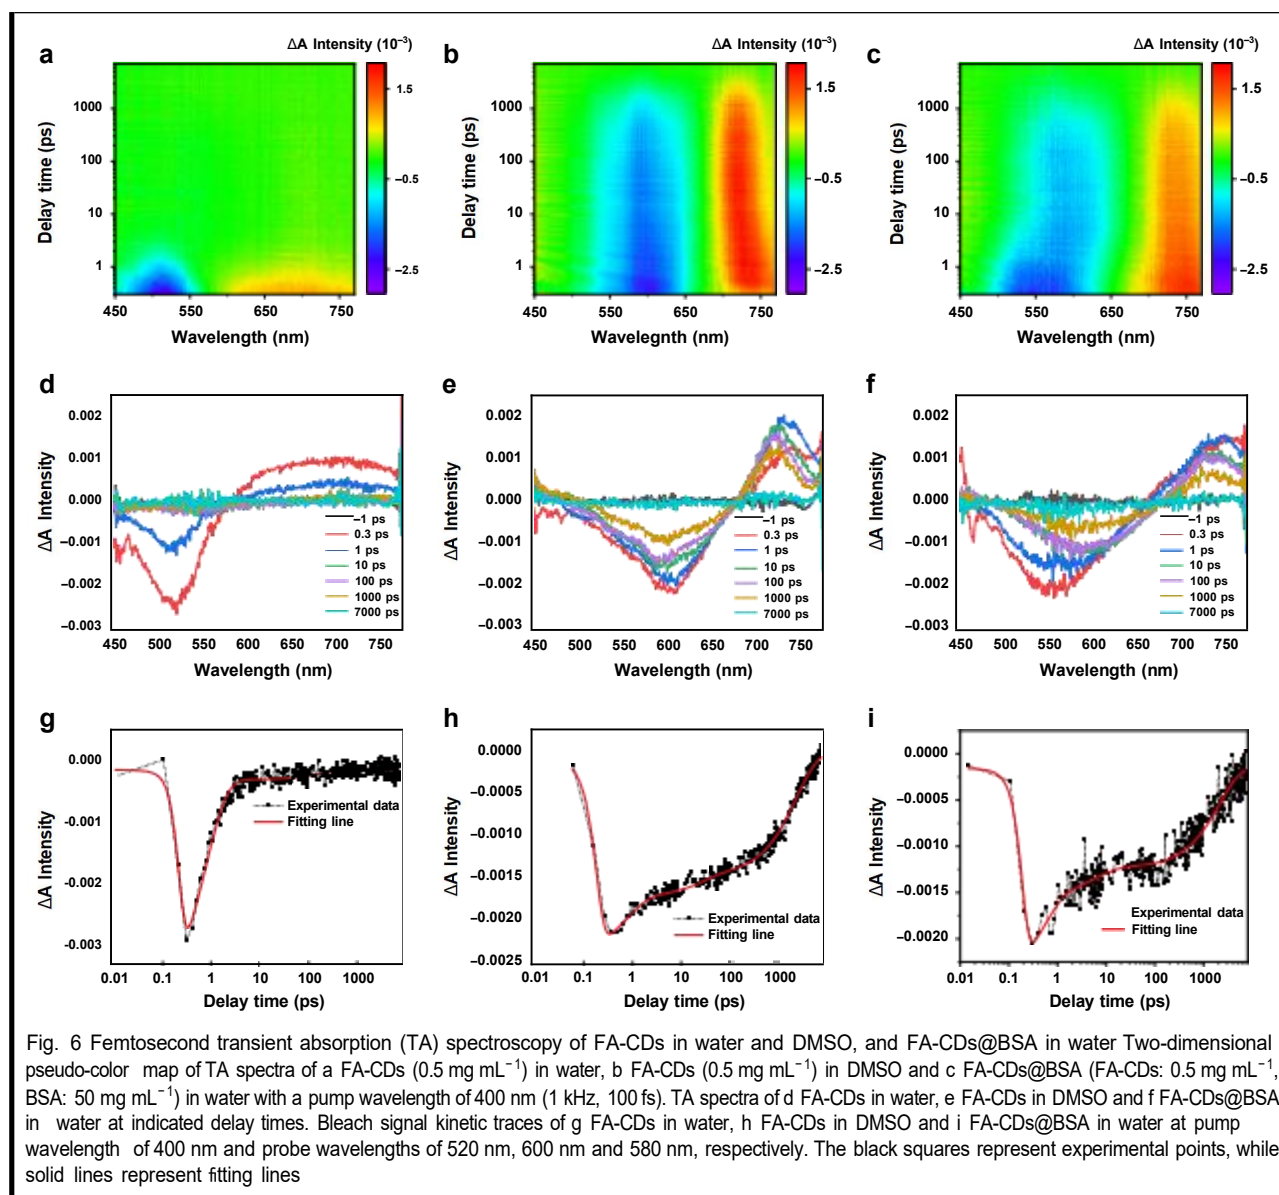 a
ΔA Intensity (10⁻³)
1.5
−0.5
−2.5
Delay time (ps)
1000
100
10
1
450
550
650
750
Wavelength (nm)
b
ΔA Intensity (10⁻³)
1.5
−0.5
−2.5
Delay time (ps)
1000
100
10
1
450
550
650
750
Wavelegnth (nm)
c
ΔA Intensity (10⁻³)
1.5
−0.5
−2.5
Delay time (ps)
1000
100
10
1
450
550
650
750
Wavelength (nm)
d
ΔA Intensity
0.002
0.001
0.000
−0.001
−0.002
−0.003
−1 ps
0.3 ps
1 ps
10 ps
100 ps
1000 ps
7000 ps
450 500 550 600 650 700 750
Wavelength (nm)
e
ΔA Intensity
0.002
0.001
0.000
−0.001
−0.002
−0.003
−1 ps
0.3 ps
1 ps
10 ps
100 ps
1000 ps
7000 ps
450 500 550 600 650 700 750
Wavelength (nm)
f
ΔA Intensity
0.002
0.001
0.000
−0.001
−0.002
−0.003
−1 ps
0.3 ps
1 ps
10 ps
100 ps
1000 ps
7000 ps
450 500 550 600 650 700 750
Wavelength (nm)
g
ΔA Intensity
0.000
-0.001
-0.002
-0.003
Experimental data
Fitting line
0.01 0.1 1 10 100 1000
Delay time (ps)
h
ΔA Intensity
0.0000
−0.0005
−0.0010
−0.0015
−0.0020
−0.0025
Experimental data
Fitting line
0.01 0.1 1 10 100 1000
Delay time (ps)
i
ΔA Intensity
0.0000
−0.0005
−0.0010
−0.0015
−0.0020
Experimental data
Fitting line
0.01 0.1 1 10 100 1000
Delay time (ps)
Fig. 6 Femtosecond transient absorption (TA) spectroscopy of FA-CDs in water and DMSO, and FA-CDs@BSA in water Two-dimensional
pseudo-color map of TA spectra of a FA-CDs (0.5 mg mL⁻¹) in water, b FA-CDs (0.5 mg mL⁻¹) in DMSO and c FA-CDs@BSA (FA-CDs: 0.5 mg mL⁻¹,
BSA: 50 mg mL⁻¹) in water with a pump wavelength of 400 nm (1 kHz, 100 fs). TA spectra of d FA-CDs in water, e FA-CDs in DMSO and f FA-CDs@BSA
in water at indicated delay times. Bleach signal kinetic traces of g FA-CDs in water, h FA-CDs in DMSO and i FA-CDs@BSA in water at pump
wavelength of 400 nm and probe wavelengths of 520 nm, 600 nm and 580 nm, respectively. The black squares represent experimental points, while
solid lines represent fitting lines